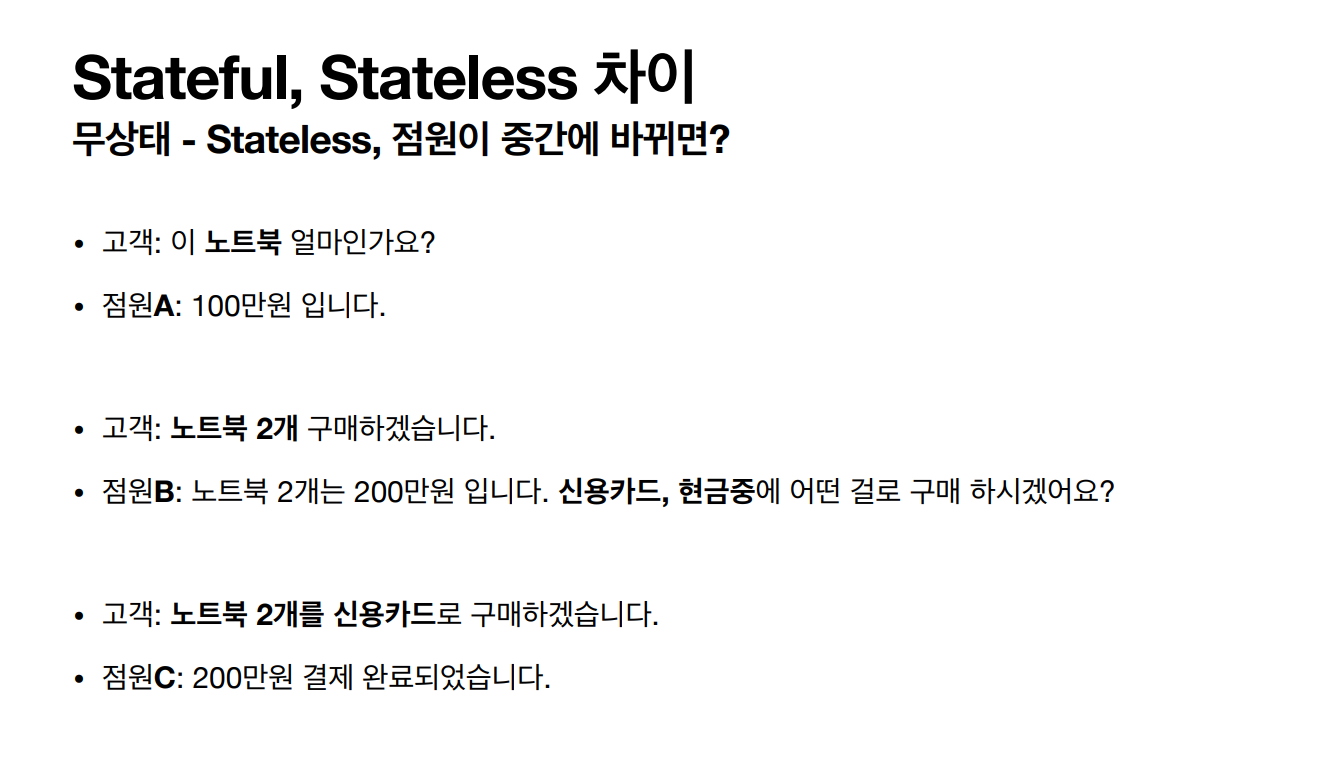 Stateful, Stateless 차이
무상태 - Stateless, 점원이 중간에 바뀌면?
• 고객: 이 노트북 얼마인가요?
• 점원A: 100만원 입니다.
• 고객: 노트북 2개 구매하겠습니다.
• 점원B: 노트북 2개는 200만원 입니다. 신용카드, 현금중에 어떤 걸로 구매 하시겠어요?
• 고객: 노트북 2개를 신용카드로 구매하겠습니다.
• 점원C: 200만원 결제 완료되었습니다.